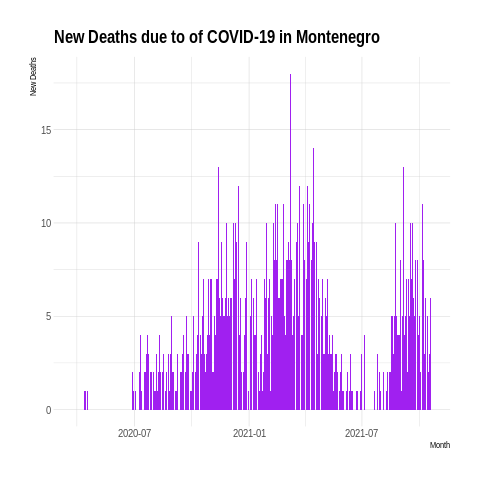 New Deaths due to of COVID-19 in Montenegro
New Deaths
15
10
5
0
2020-07 2021-01 2021-07
Month